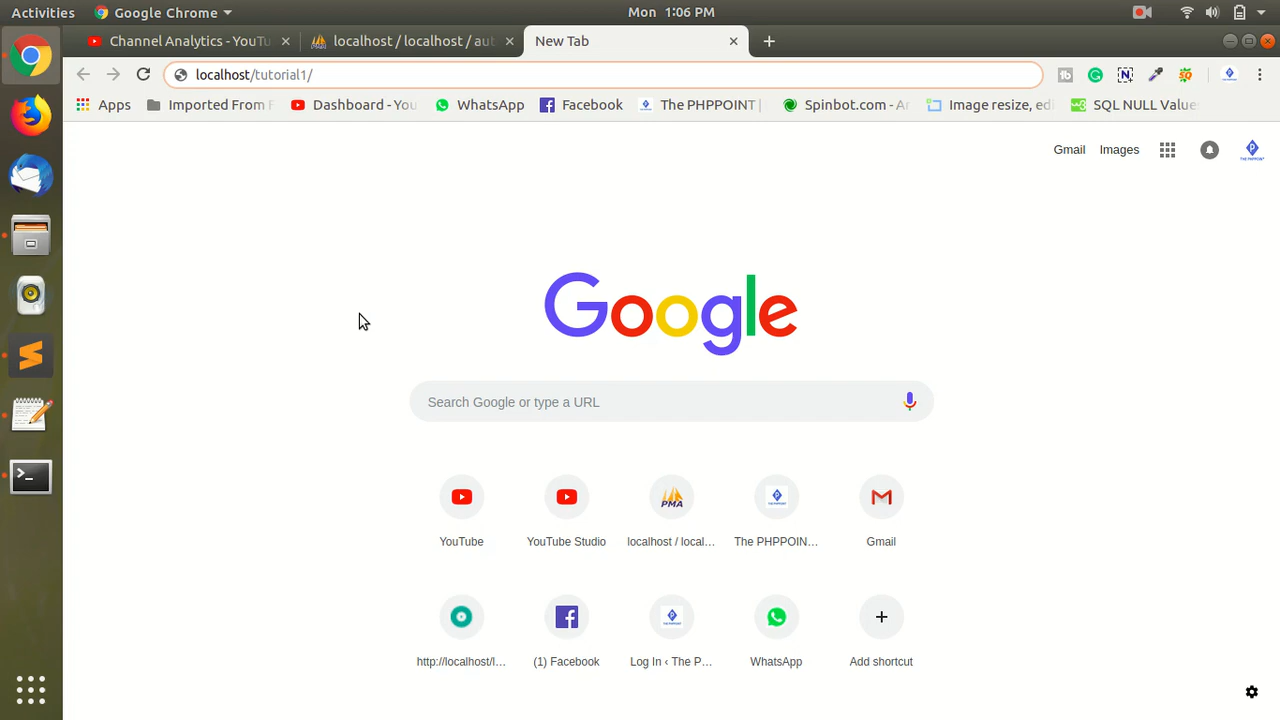 Activities Google Chrome Mon 1:06 PM
Channel Analytics - YouTu localhost / localhost / aut New Tab
localhost/tutorial1/
Apps Imported From F Dashboard - You WhatsApp Facebook The PHPPOINT | Spinbot.com - Ar Image resize, edi SQL NULL Value
Gmail Images
Google
Search Google or type a URL
PMA
YouTube YouTube Studio localhost / local... The PHPPOIN... Gmail
http://localhost/l... (1) Facebook Log In ‹ The P... WhatsApp Add shortcut